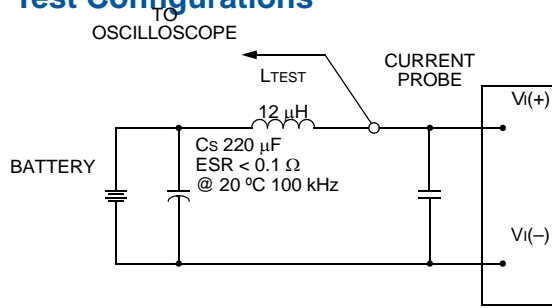 Test Configurations
TO
OSCILLOSCOPE
CURRENT
PROBE
LTEST
VI(+)
12 μH
CS 220 μF
ESR < 0.1 Ω
@ 20 ºC 100 kHz
BATTERY
VI(–)